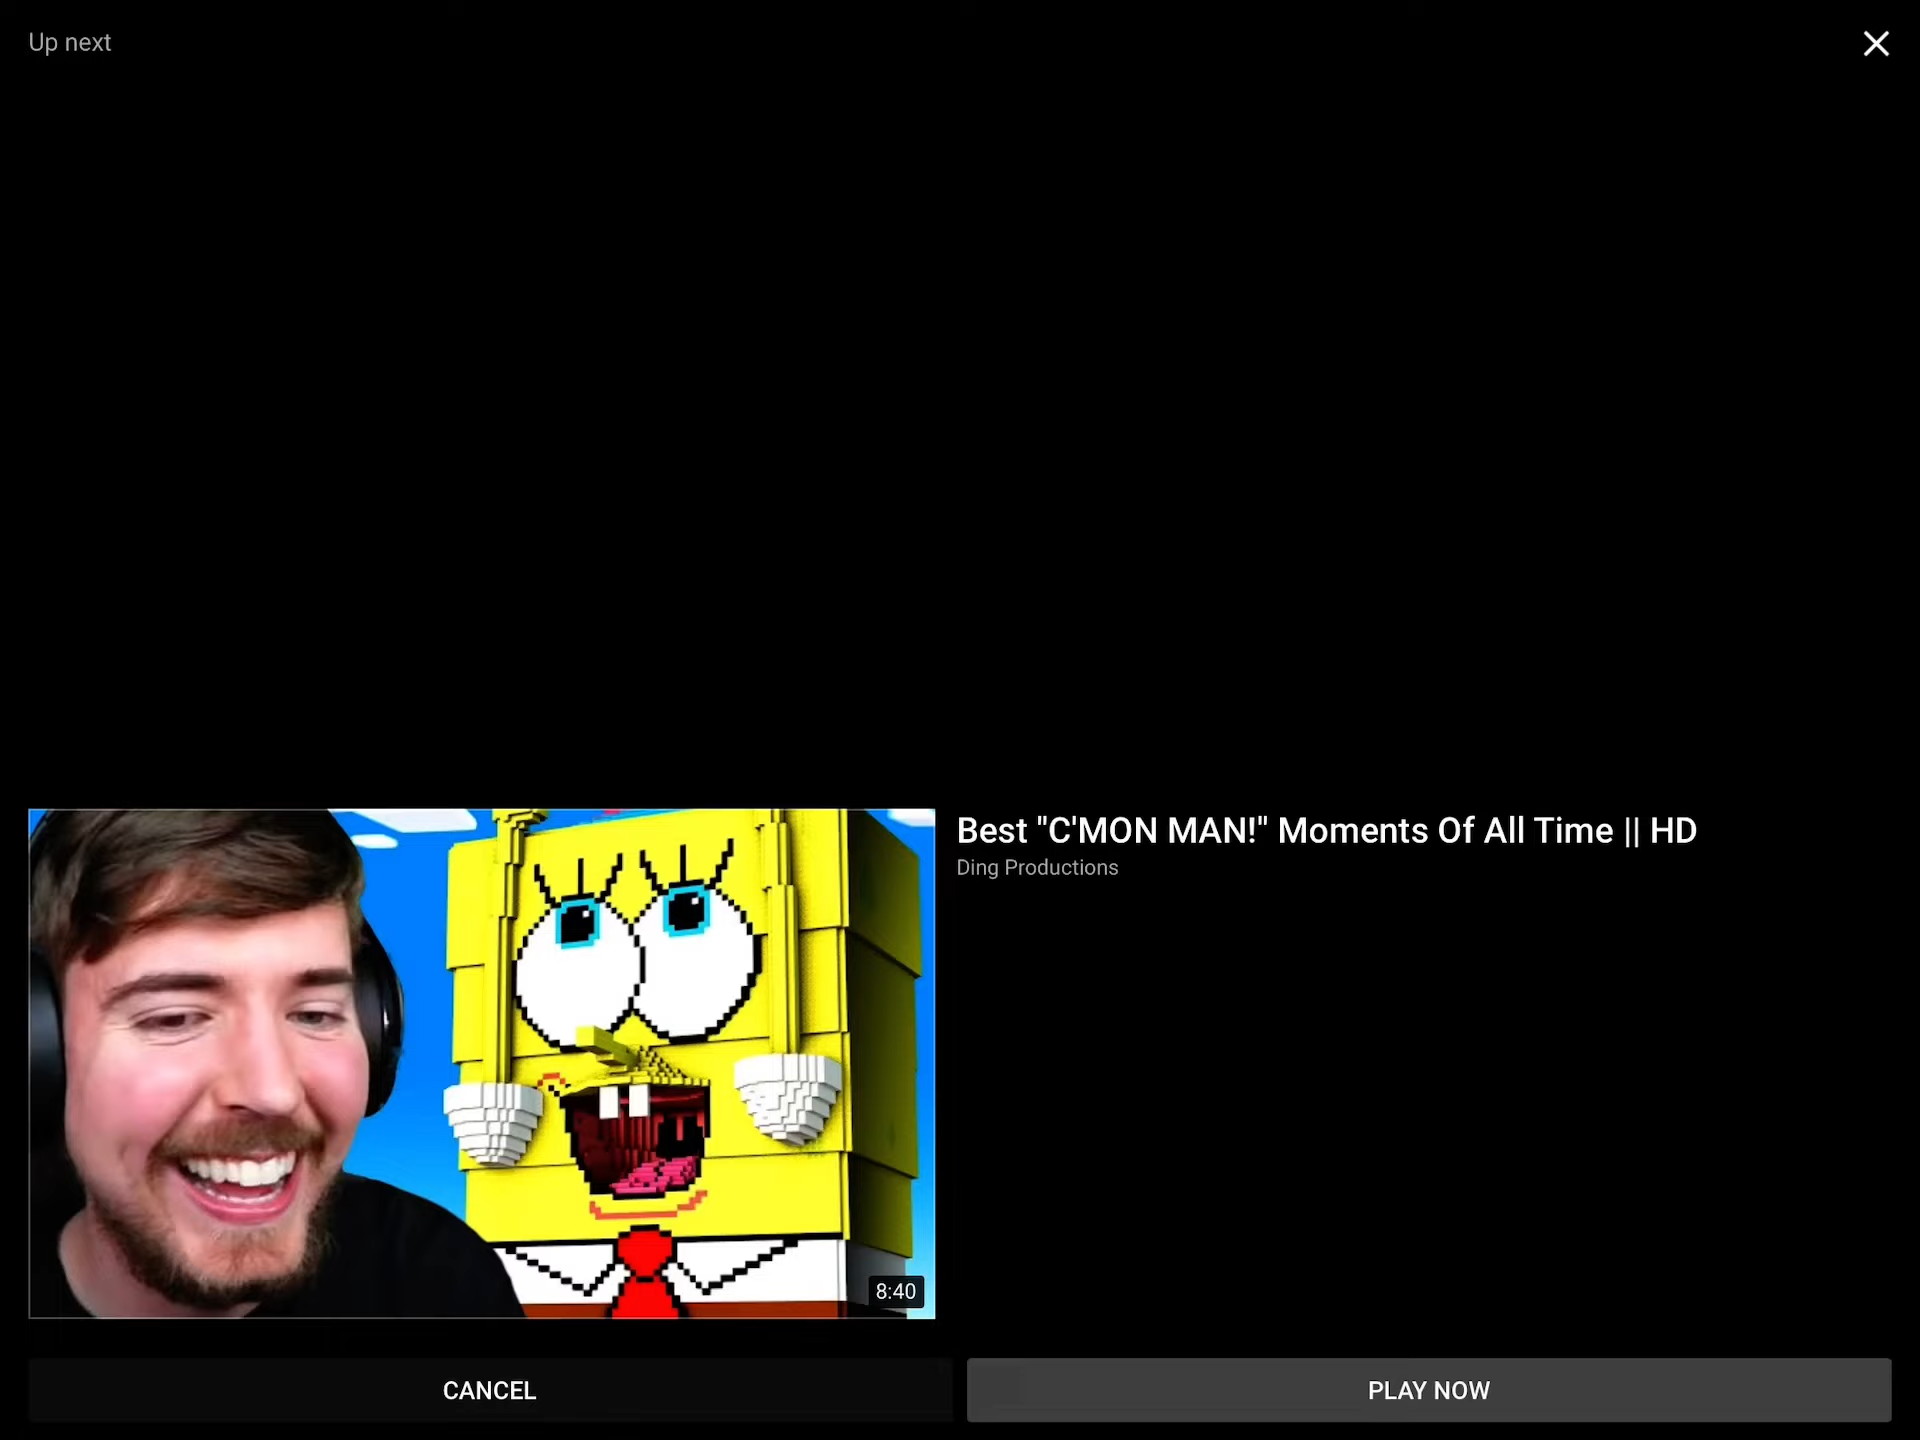 Up next
Best "C'MON MAN!" Moments Of All Time || HD
Ding Productions
8:40
CANCEL
PLAY NOW